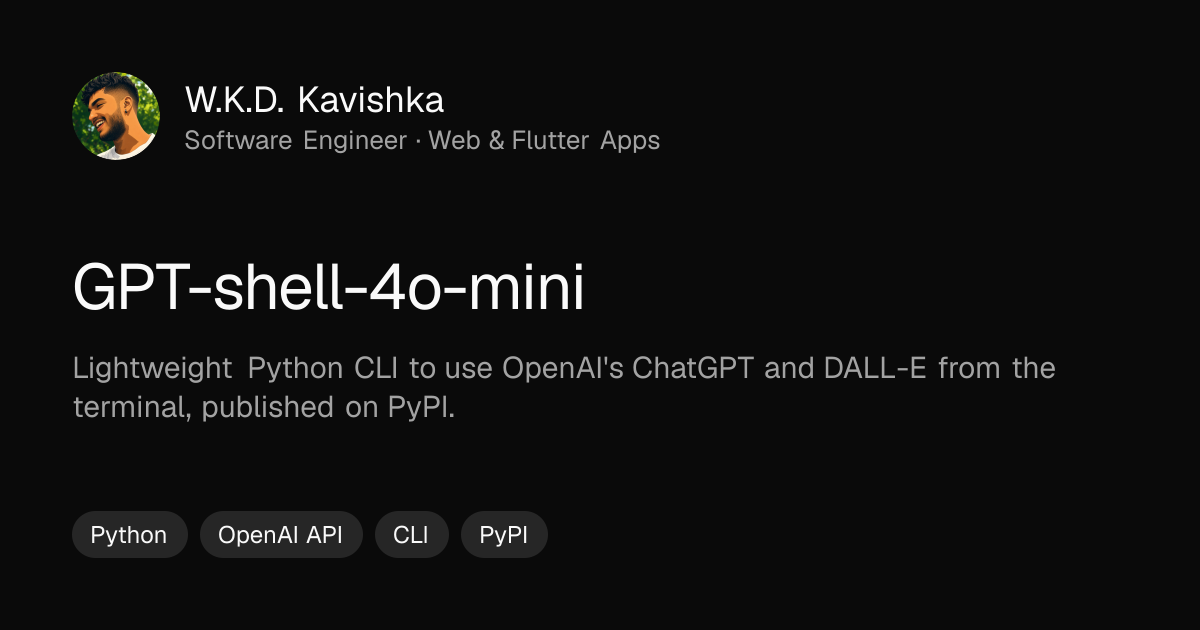 W.K.D. Kavishka
Software Engineer · Web & Flutter Apps
GPT-shell-4o-mini
Lightweight Python CLI to use OpenAI's ChatGPT and DALL-E from the
terminal, published on PyPI.
Python OpenAI API CLI PyPI